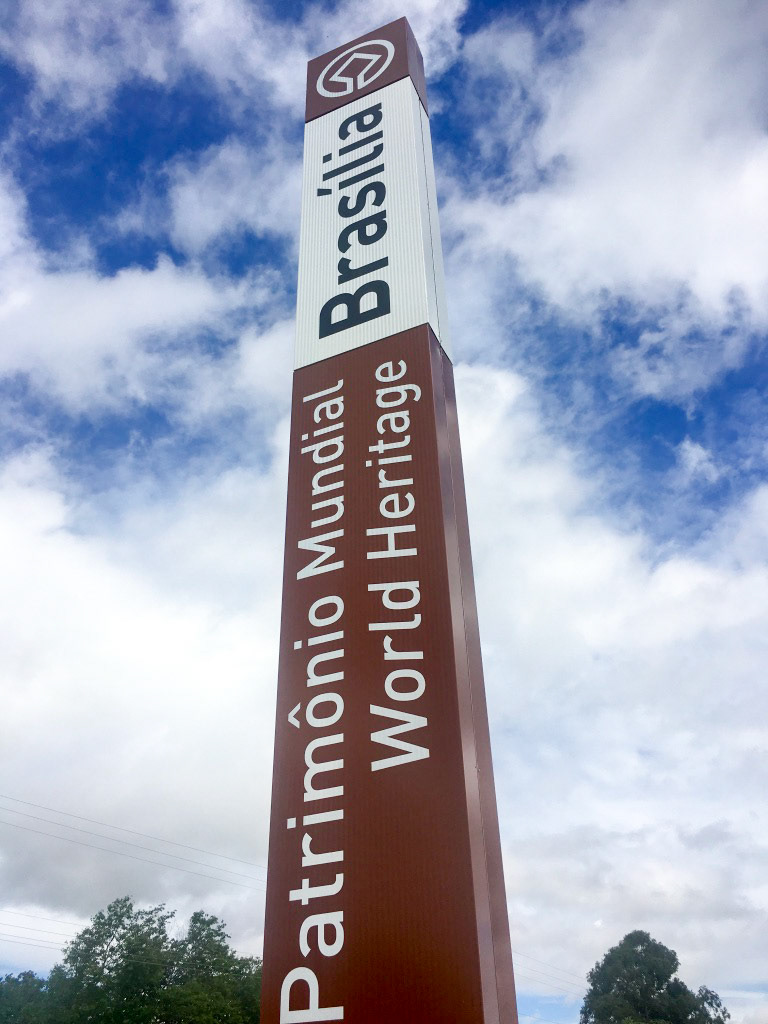 Brasília
Patrimônio Mundial
World Heritage